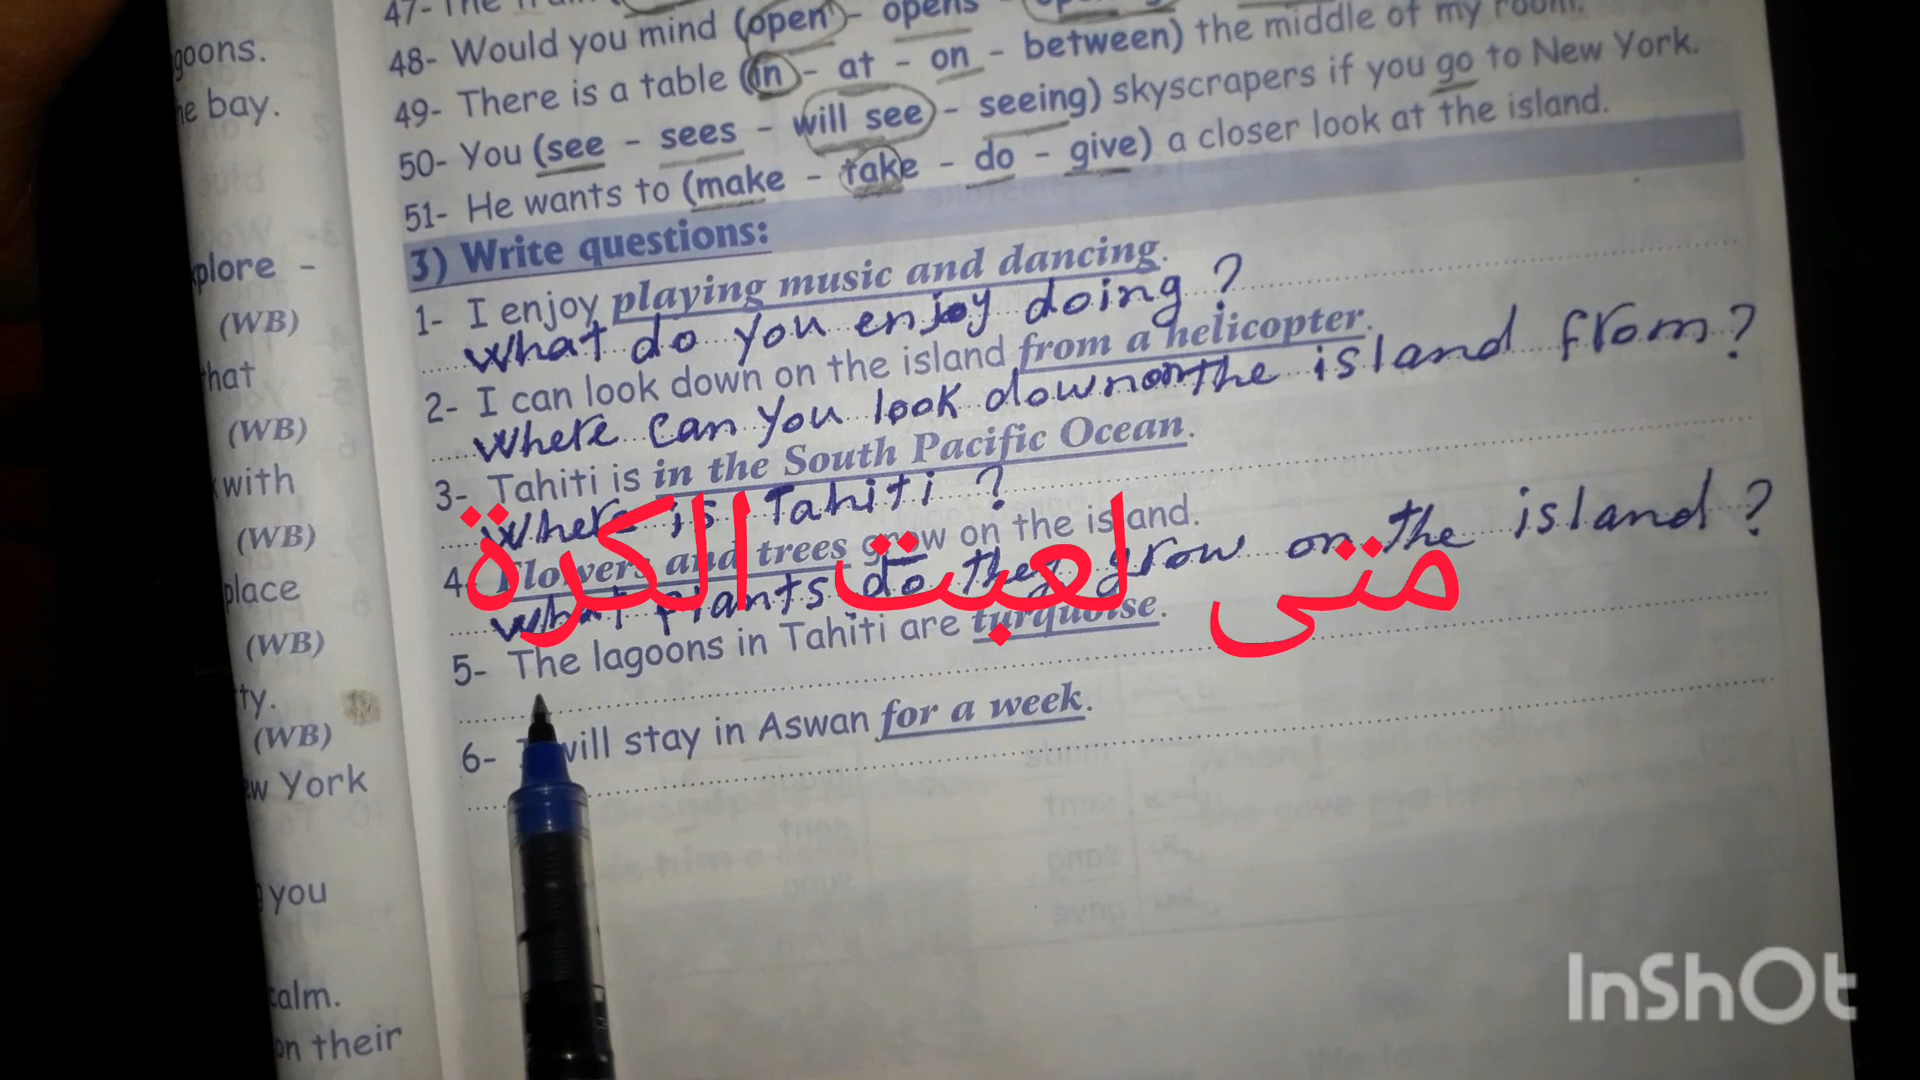 goons.
he bay.
xplore -
(WB)
that
(WB)
with
(WB)
place
(WB)
ty.
(WB)
ew York
you
calm.
on their
47- The
48- Would you mind (open - opens -
49- There is a table (in - at - on - between) the middle of my room.
50- You (see - sees - will see - seeing) skyscrapers if you go to New York.
51- He wants to (make - take - do - give) a closer look at the island.
3) Write questions:
1- I enjoy playing music and dancing.
What do you enjoy doing ?
2- I can look down on the island from a helicopter.
Where can you look down on the island from ?
3- Tahiti is in the South Pacific Ocean.
Where is Tahiti ?
4- Flowers and trees grow on the island.
What plants do they grow on the island ?
متى لعبت الكرة
5- The lagoons in Tahiti are turquoise.
6- I will stay in Aswan for a week.
InShOt